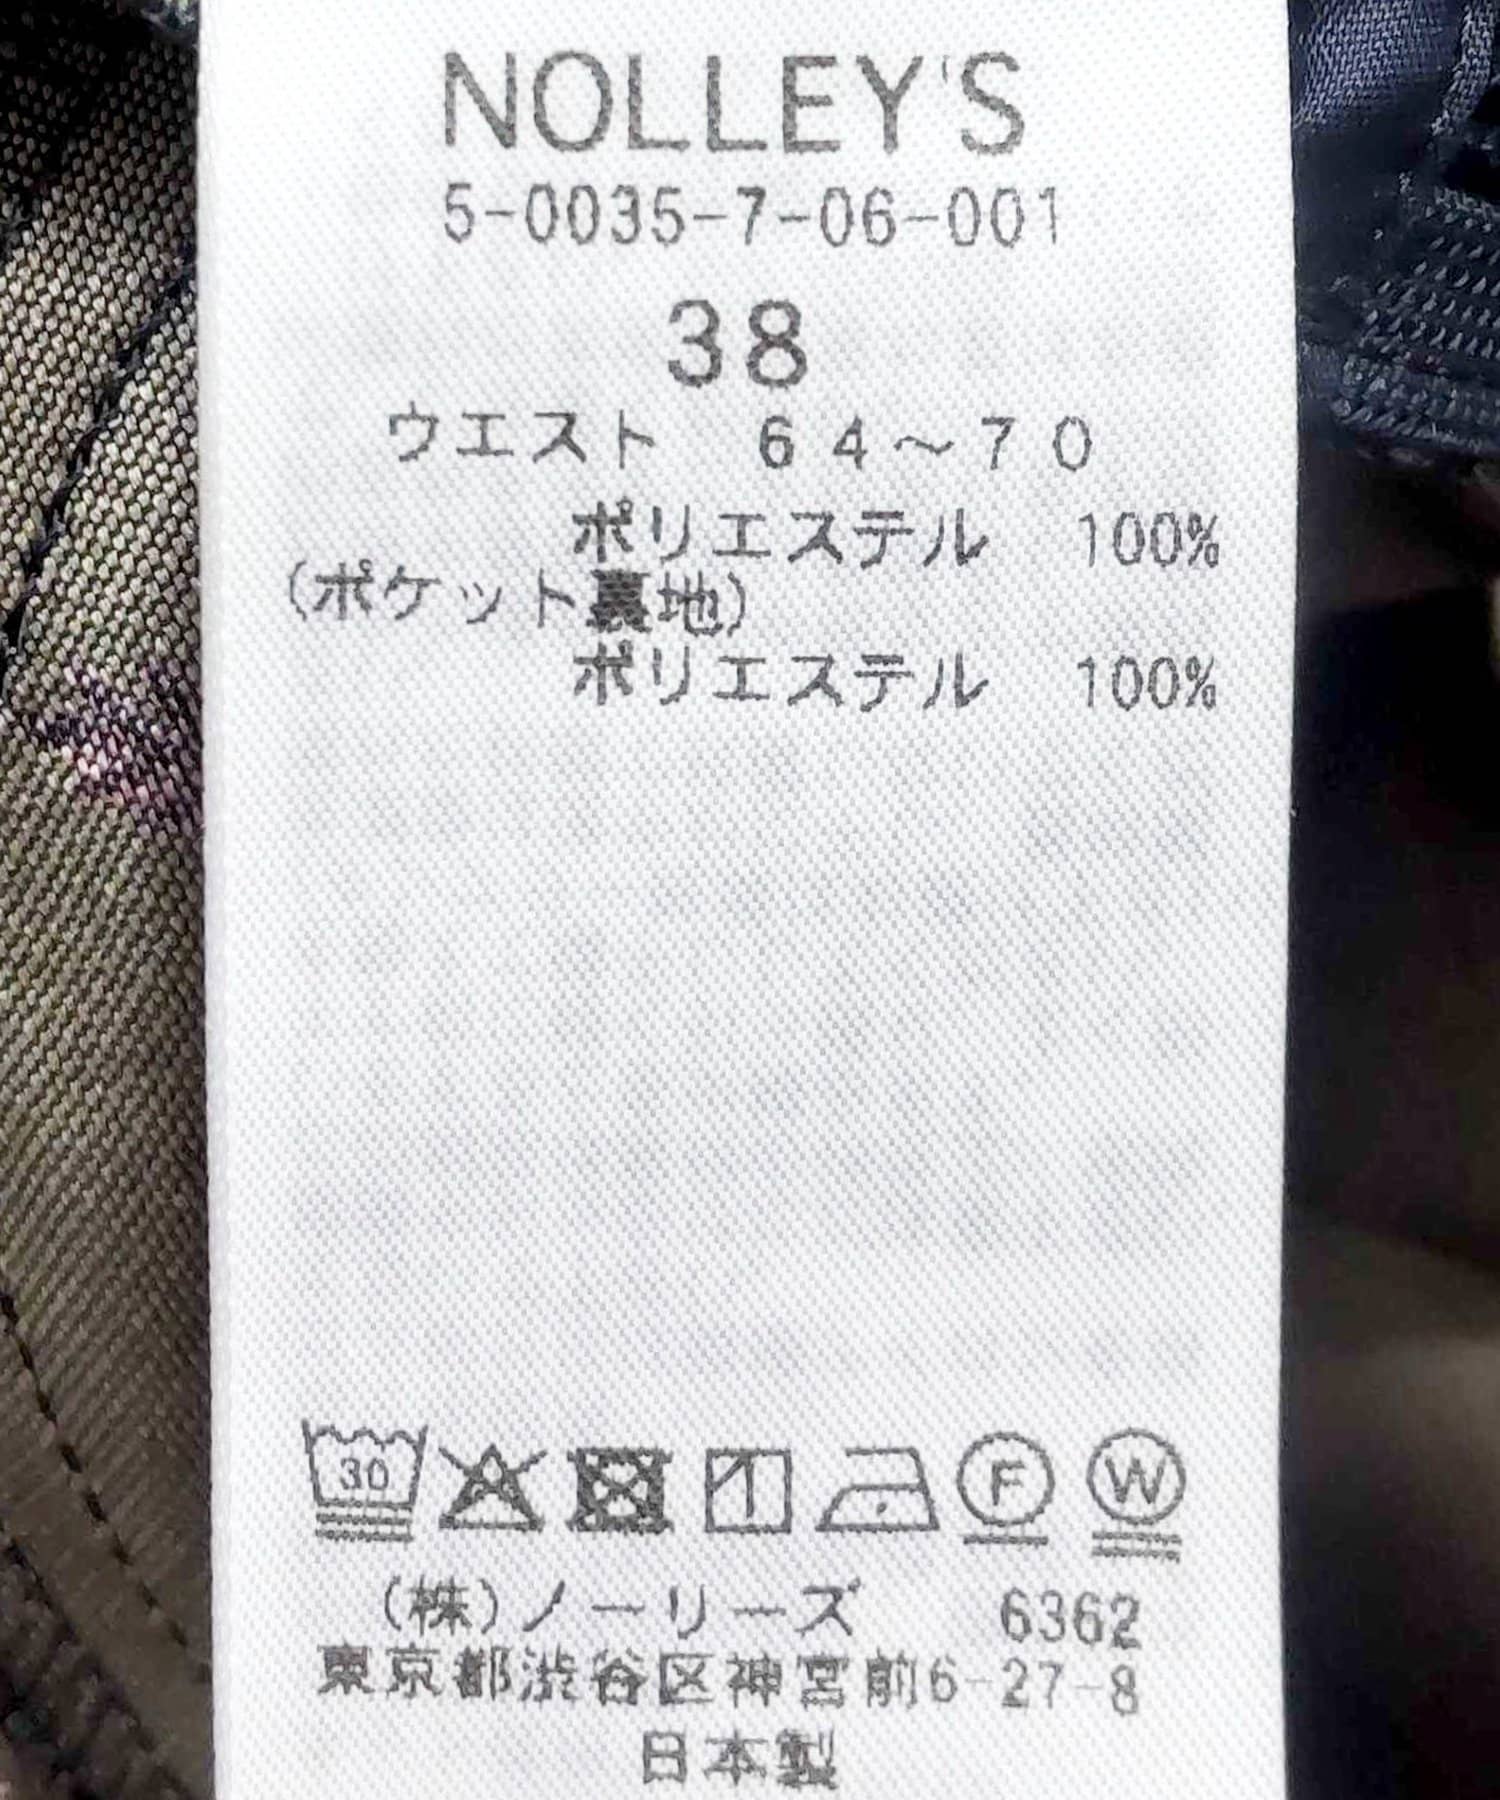 NOLLEY'S
5-0035-7-06-001
38
ウエスト 64〜70
ポリエステル 100%
(ポケット裏地)
ポリエステル 100%
30 F W
(株)ノーリーズ 6362
東京都渋谷区神宮前6-27-8
日本製